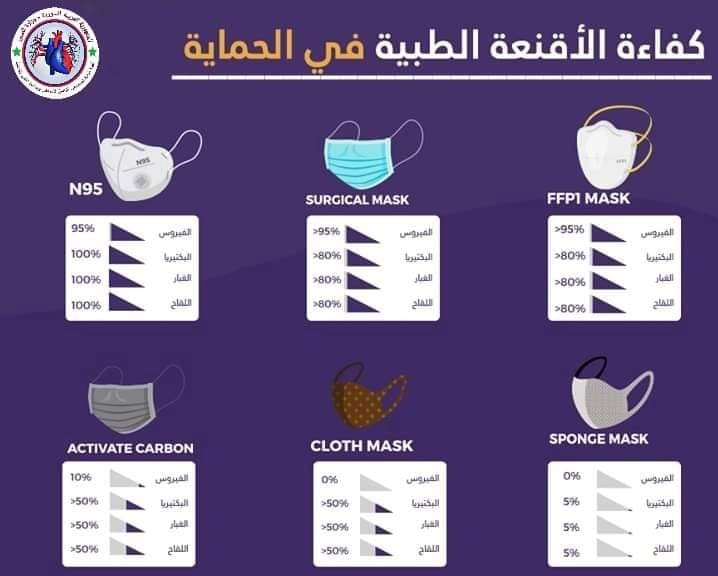 كفاءة الأقنعة الطبية في الحماية
N95
N95
95% الفيروس
100% البكتيريا
100% الغبار
100% اللقاح
SURGICAL MASK
>95% الفيروس
>80% البكتيريا
>80% الغبار
>80% اللقاح
FFP1 MASK
>95% الفيروس
>80% البكتيريا
>80% الغبار
>80% اللقاح
ACTIVATE CARBON
10% الفيروس
>50% البكتيريا
>50% الغبار
>50% اللقاح
CLOTH MASK
0% الفيروس
>50% البكتيريا
>50% الغبار
>50% اللقاح
SPONGE MASK
0% الفيروس
5% البكتيريا
5% الغبار
5% اللقاح